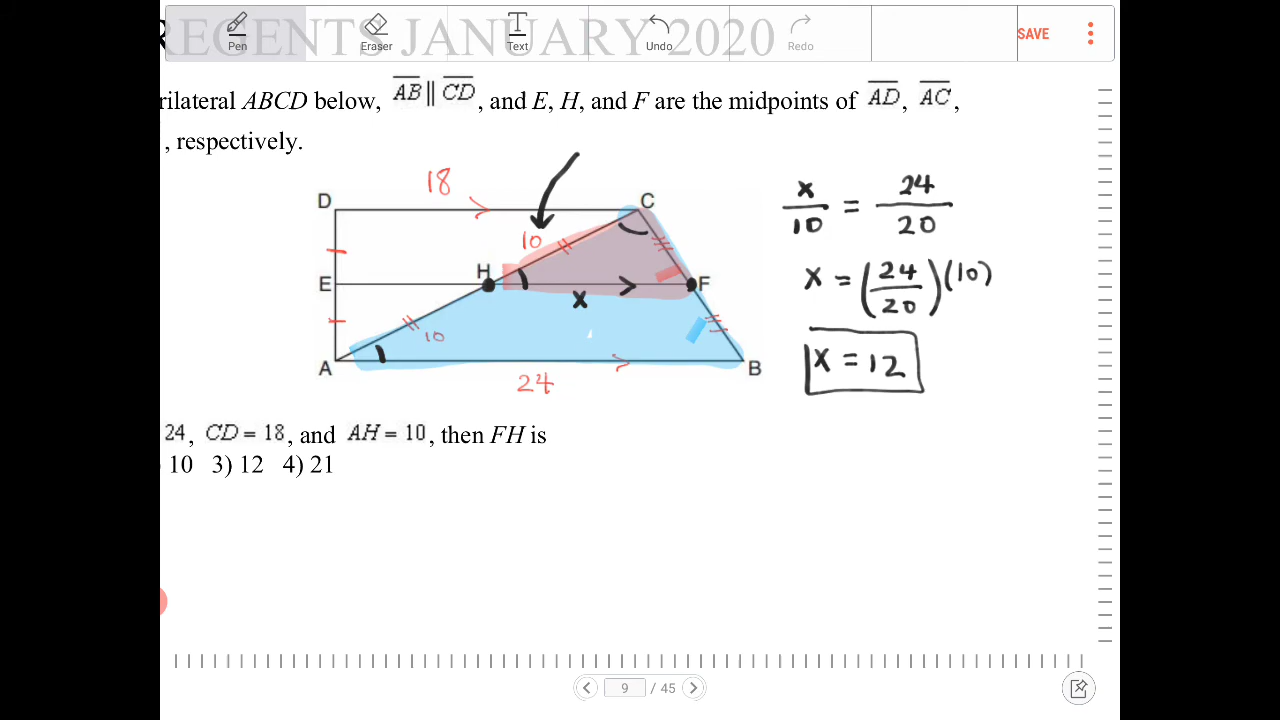 REGENTS JANUARY 2020
Pen Eraser Text Undo Redo SAVE
rilateral ABCD below, AB || CD, and E, H, and F are the midpoints of AD, AC,
, respectively.
18
D C
10
H
E F
x
10
A B
24
x/10 = 24/20
x = (24/20)(10)
x = 12
24, CD = 18, and AH = 10, then FH is
10 3) 12 4) 21
9 / 45